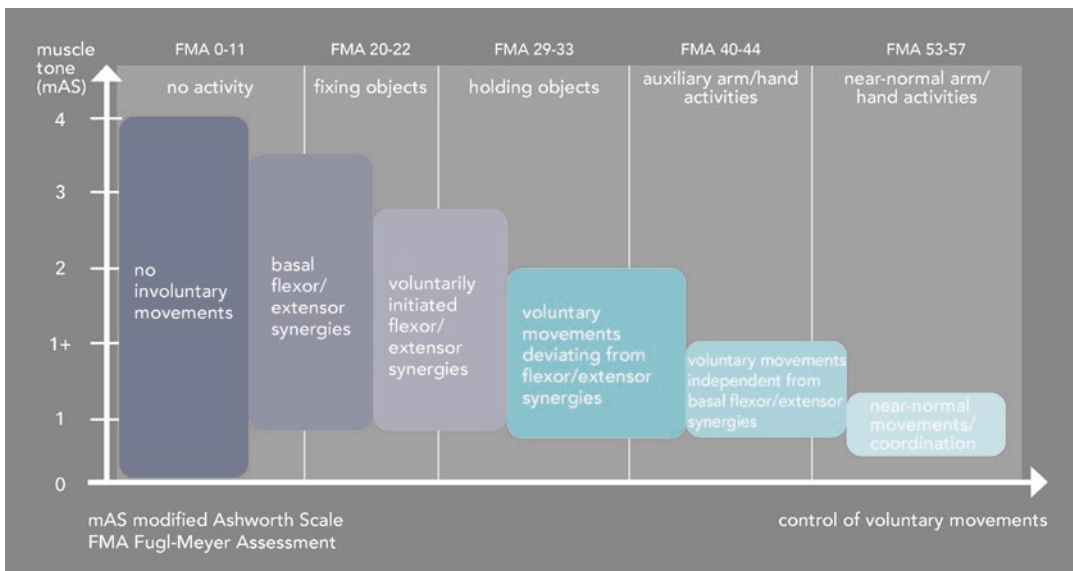 muscle
tone
(mAS)
FMA 0-11
FMA 20-22
FMA 29-33
FMA 40-44
FMA 53-57
no activity
fixing objects
holding objects
auxiliary arm/hand
activities
near-normal arm/
hand activities
4
3
2
1+
1
0
no
involuntary
movements
basal
flexor/
extensor
synergies
voluntarily
initiated
flexor/
extensor
synergies
voluntary
movements
deviating from
flexor/extensor
synergies
voluntary movements
independent from
basal flexor/extensor
synergies
near-normal
movements/
coordination
mAS modified Ashworth Scale
FMA Fugl-Meyer Assessment
control of voluntary movements